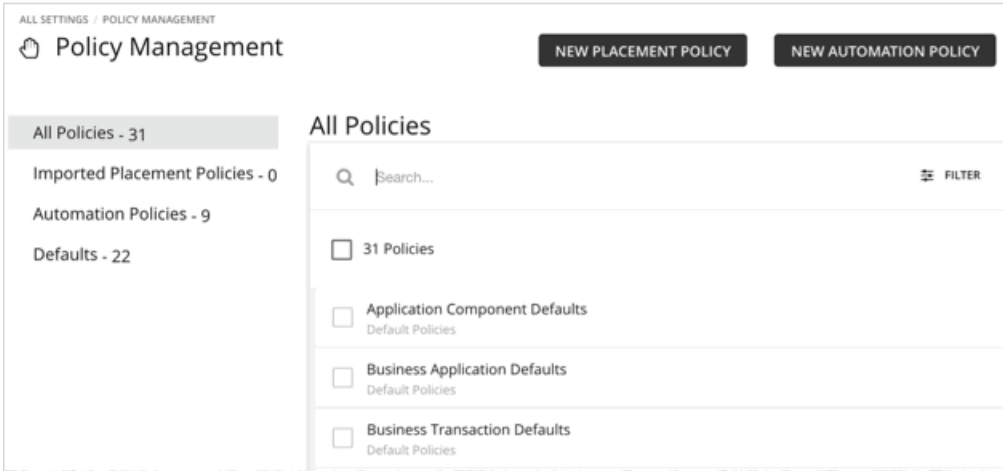 ALL SETTINGS / POLICY MANAGEMENT
Policy Management
NEW PLACEMENT POLICY
NEW AUTOMATION POLICY
All Policies - 31
Imported Placement Policies - 0
Automation Policies - 9
Defaults - 22
All Policies
Search...
FILTER
31 Policies
Application Component Defaults
Default Policies
Business Application Defaults
Default Policies
Business Transaction Defaults
Default Policies